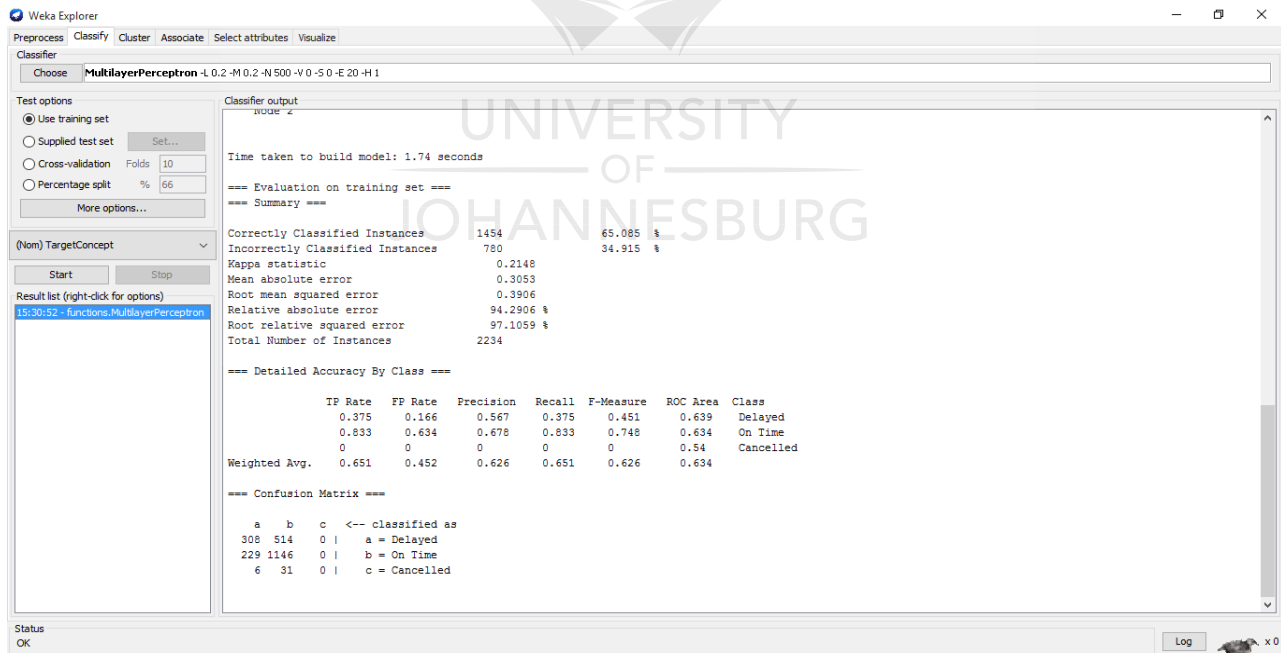 Weka Explorer
Preprocess Classify Cluster Associate Select attributes Visualize
Classifier
Choose MultilayerPerceptron -L 0.2 -M 0.2 -N 500 -V 0 -S 0 -E 20 -H 1
Test options
Use training set
Supplied test set Set...
Cross-validation Folds 10
Percentage split % 66
More options...
(Nom) TargetConcept
Start Stop
Result list (right-click for options)
15:30:52 - functions.MultilayerPerceptron
Classifier output
Node 2
Time taken to build model: 1.74 seconds
=== Evaluation on training set ===
=== Summary ===
Correctly Classified Instances 1454 65.085 %
Incorrectly Classified Instances 780 34.915 %
Kappa statistic 0.2148
Mean absolute error 0.3053
Root mean squared error 0.3906
Relative absolute error 94.2906 %
Root relative squared error 97.1059 %
Total Number of Instances 2234
=== Detailed Accuracy By Class ===
TP Rate FP Rate Precision Recall F-Measure ROC Area Class
0.375 0.166 0.567 0.375 0.451 0.639 Delayed
0.833 0.634 0.678 0.833 0.748 0.634 On Time
0 0 0 0 0 0.54 Cancelled
Weighted Avg. 0.651 0.452 0.626 0.651 0.626 0.634
=== Confusion Matrix ===
a b c <-- classified as
308 514 0 | a = Delayed
229 1146 0 | b = On Time
6 31 0 | c = Cancelled
UNIVERSITY
OF
JOHANNESBURG
Status
OK
Log x 0